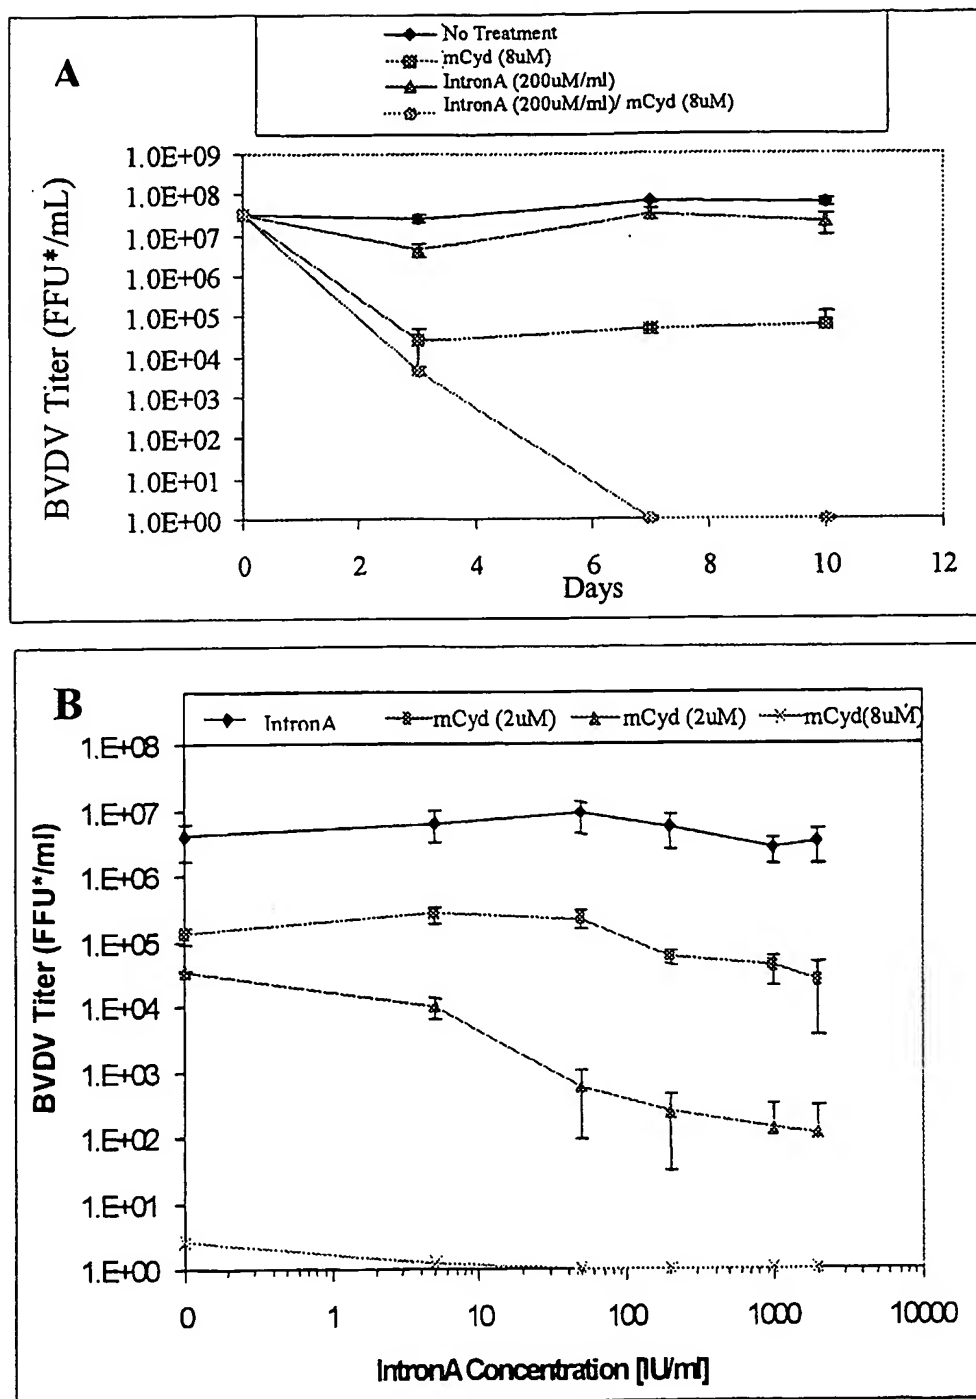 A
No Treatment
mCyd (8uM)
IntronA (200uM/ml)
IntronA (200uM/ml)/ mCyd (8uM)
BVDV Titer (FFU*/mL)
1.0E+09
1.0E+08
1.0E+07
1.0E+06
1.0E+05
1.0E+04
1.0E+03
1.0E+02
1.0E+01
1.0E+00
0 2 4 6 8 10 12
Days
B
IntronA mCyd (2uM) mCyd (2uM) mCyd(8uM)
BVDV Titer (FFU*/ml)
1.E+08
1.E+07
1.E+06
1.E+05
1.E+04
1.E+03
1.E+02
1.E+01
1.E+00
0 1 10 100 1000 10000
IntronA Concentration [IU/ml]